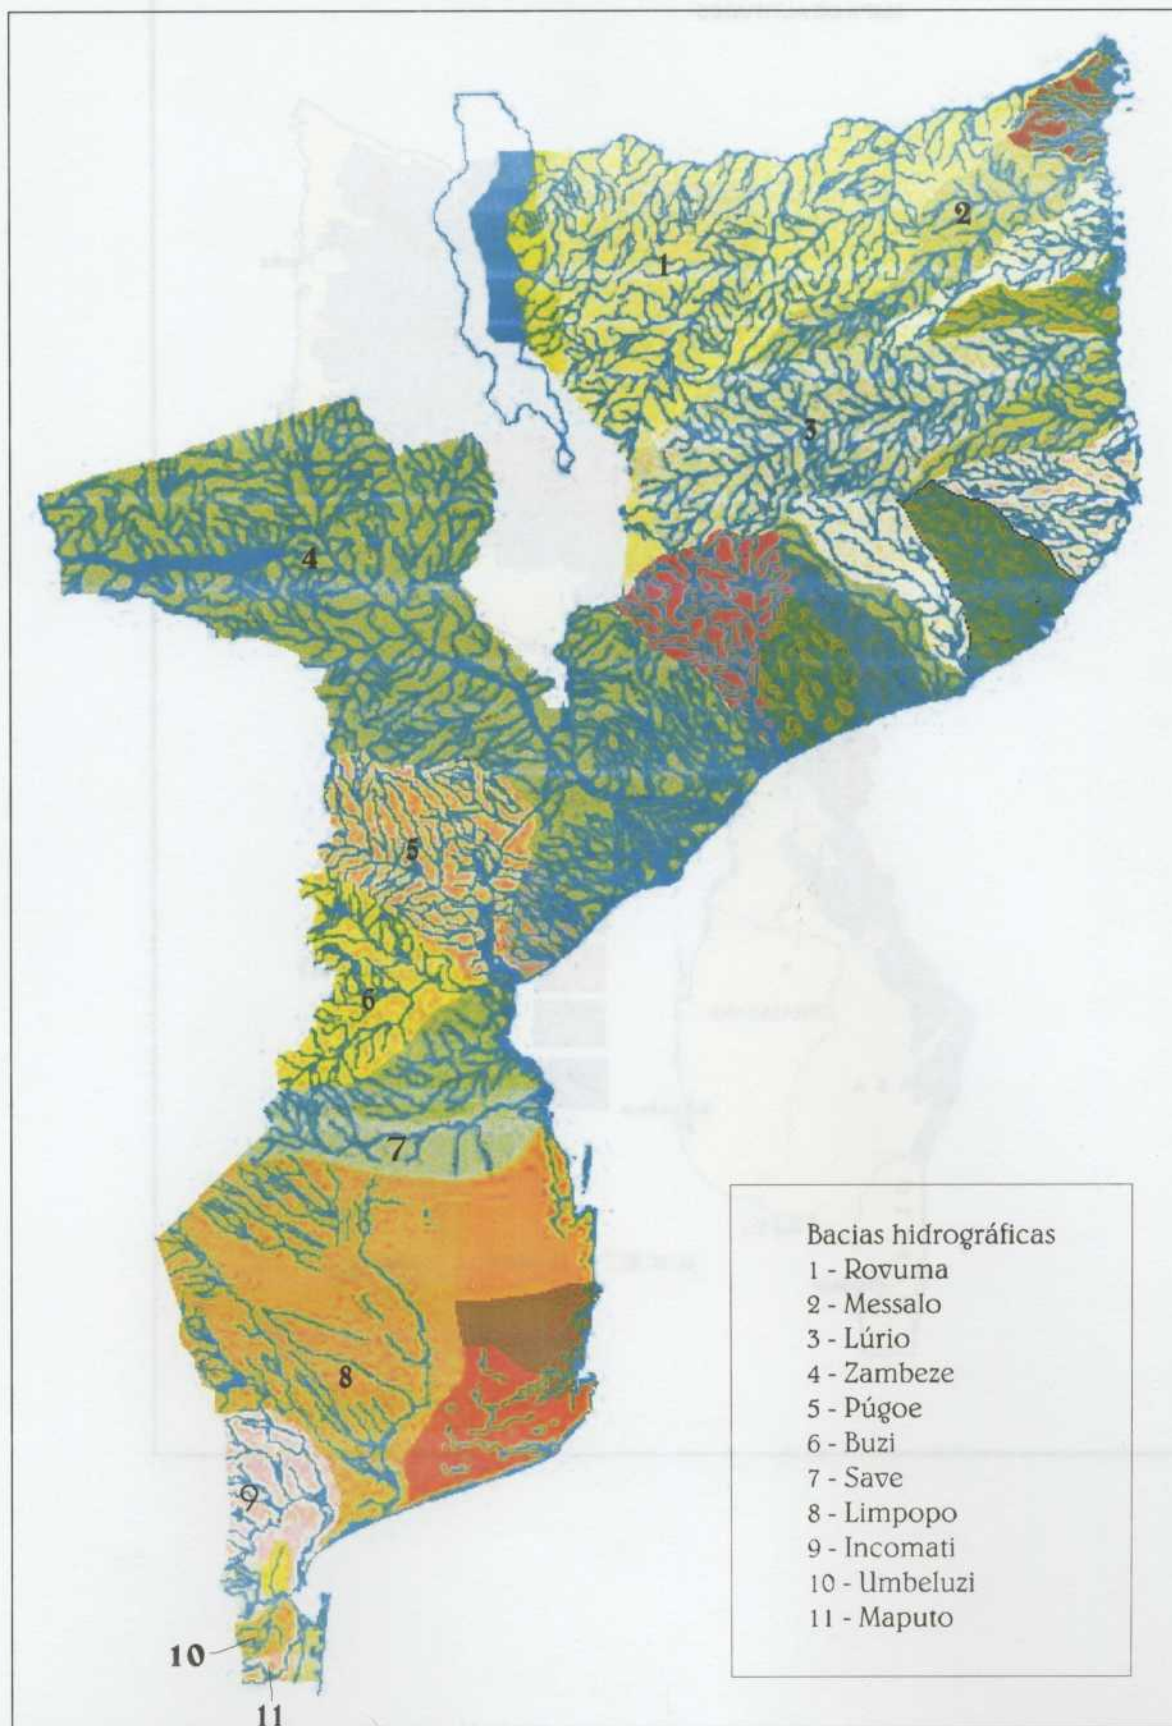 1
2
3
4
5
6
7
8
9
10
11
Bacias hidrográficas
1 - Rovuma
2 - Messalo
3 - Lúrio
4 - Zambeze
5 - Púgoe
6 - Buzi
7 - Save
8 - Limpopo
9 - Incomati
10 - Umbeluzi
11 - Maputo